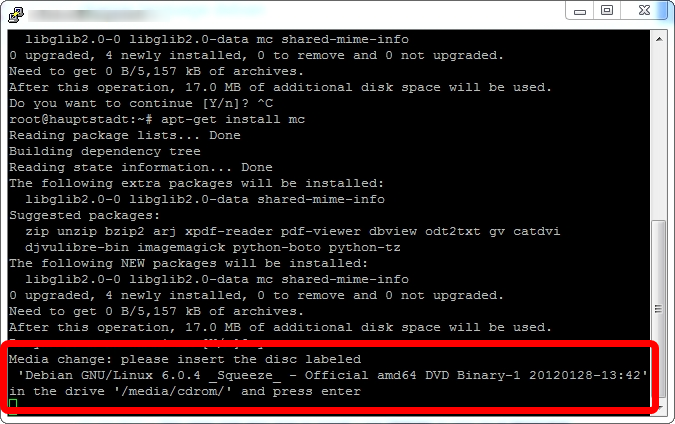 libglib2.0-0 libglib2.0-data mc shared-mime-info
0 upgraded, 4 newly installed, 0 to remove and 0 not upgraded.
Need to get 0 B/5,157 kB of archives.
After this operation, 17.0 MB of additional disk space will be used.
Do you want to continue [Y/n]? ^C
root@hauptstadt:~# apt-get install mc
Reading package lists... Done
Building dependency tree
Reading state information... Done
The following extra packages will be installed:
libglib2.0-0 libglib2.0-data shared-mime-info
Suggested packages:
zip unzip bzip2 arj xpdf-reader pdf-viewer dbview odt2txt gv catdvi
djvulibre-bin imagemagick python-boto python-tz
The following NEW packages will be installed:
libglib2.0-0 libglib2.0-data mc shared-mime-info
0 upgraded, 4 newly installed, 0 to remove and 0 not upgraded.
Need to get 0 B/5,157 kB of archives.
After this operation, 17.0 MB of additional disk space will be used.
Media change: please insert the disc labeled
'Debian GNU/Linux 6.0.4 _Squeeze_ - Official amd64 DVD Binary-1 20120128-13:42'
in the drive '/media/cdrom/' and press enter